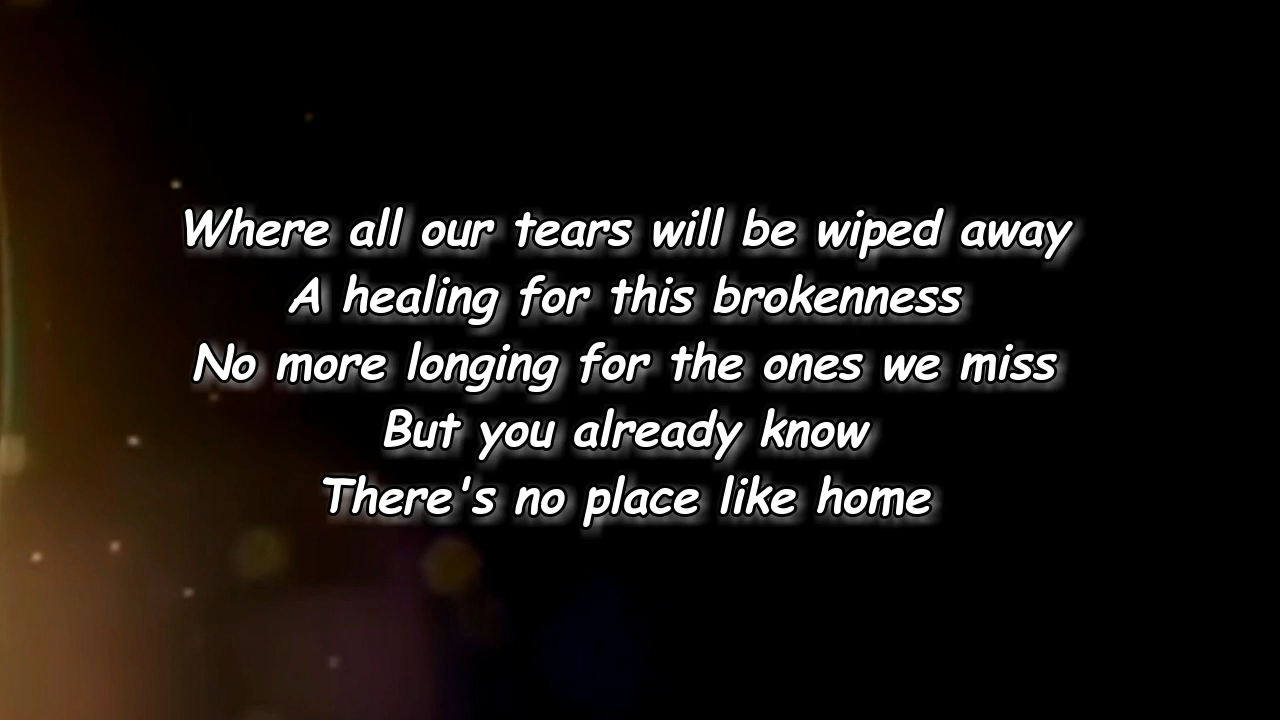 Where all our tears will be wiped away
A healing for this brokenness
No more longing for the ones we miss
But you already know
There's no place like home